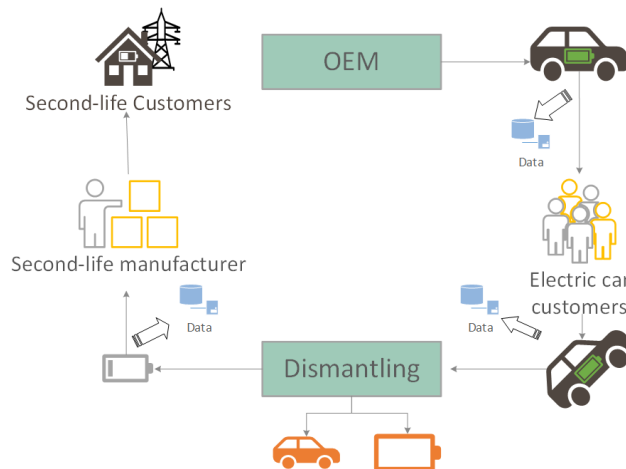 OEM
Second-life Customers
Data
Second-life manufacturer
Electric car
customers
Data
Data
Dismantling